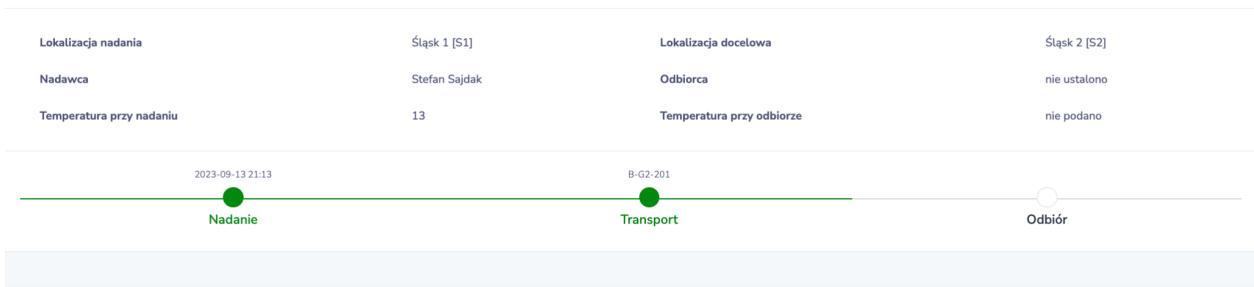 Lokalizacja nadania Śląsk 1 [S1] Lokalizacja docelowa Śląsk 2 [S2]
Nadawca Stefan Sajdak Odbiorca nie ustalono
Temperatura przy nadaniu 13 Temperatura przy odbiorze nie podano
2023-09-13 21:13 B-G2-201
Nadanie Transport Odbiór